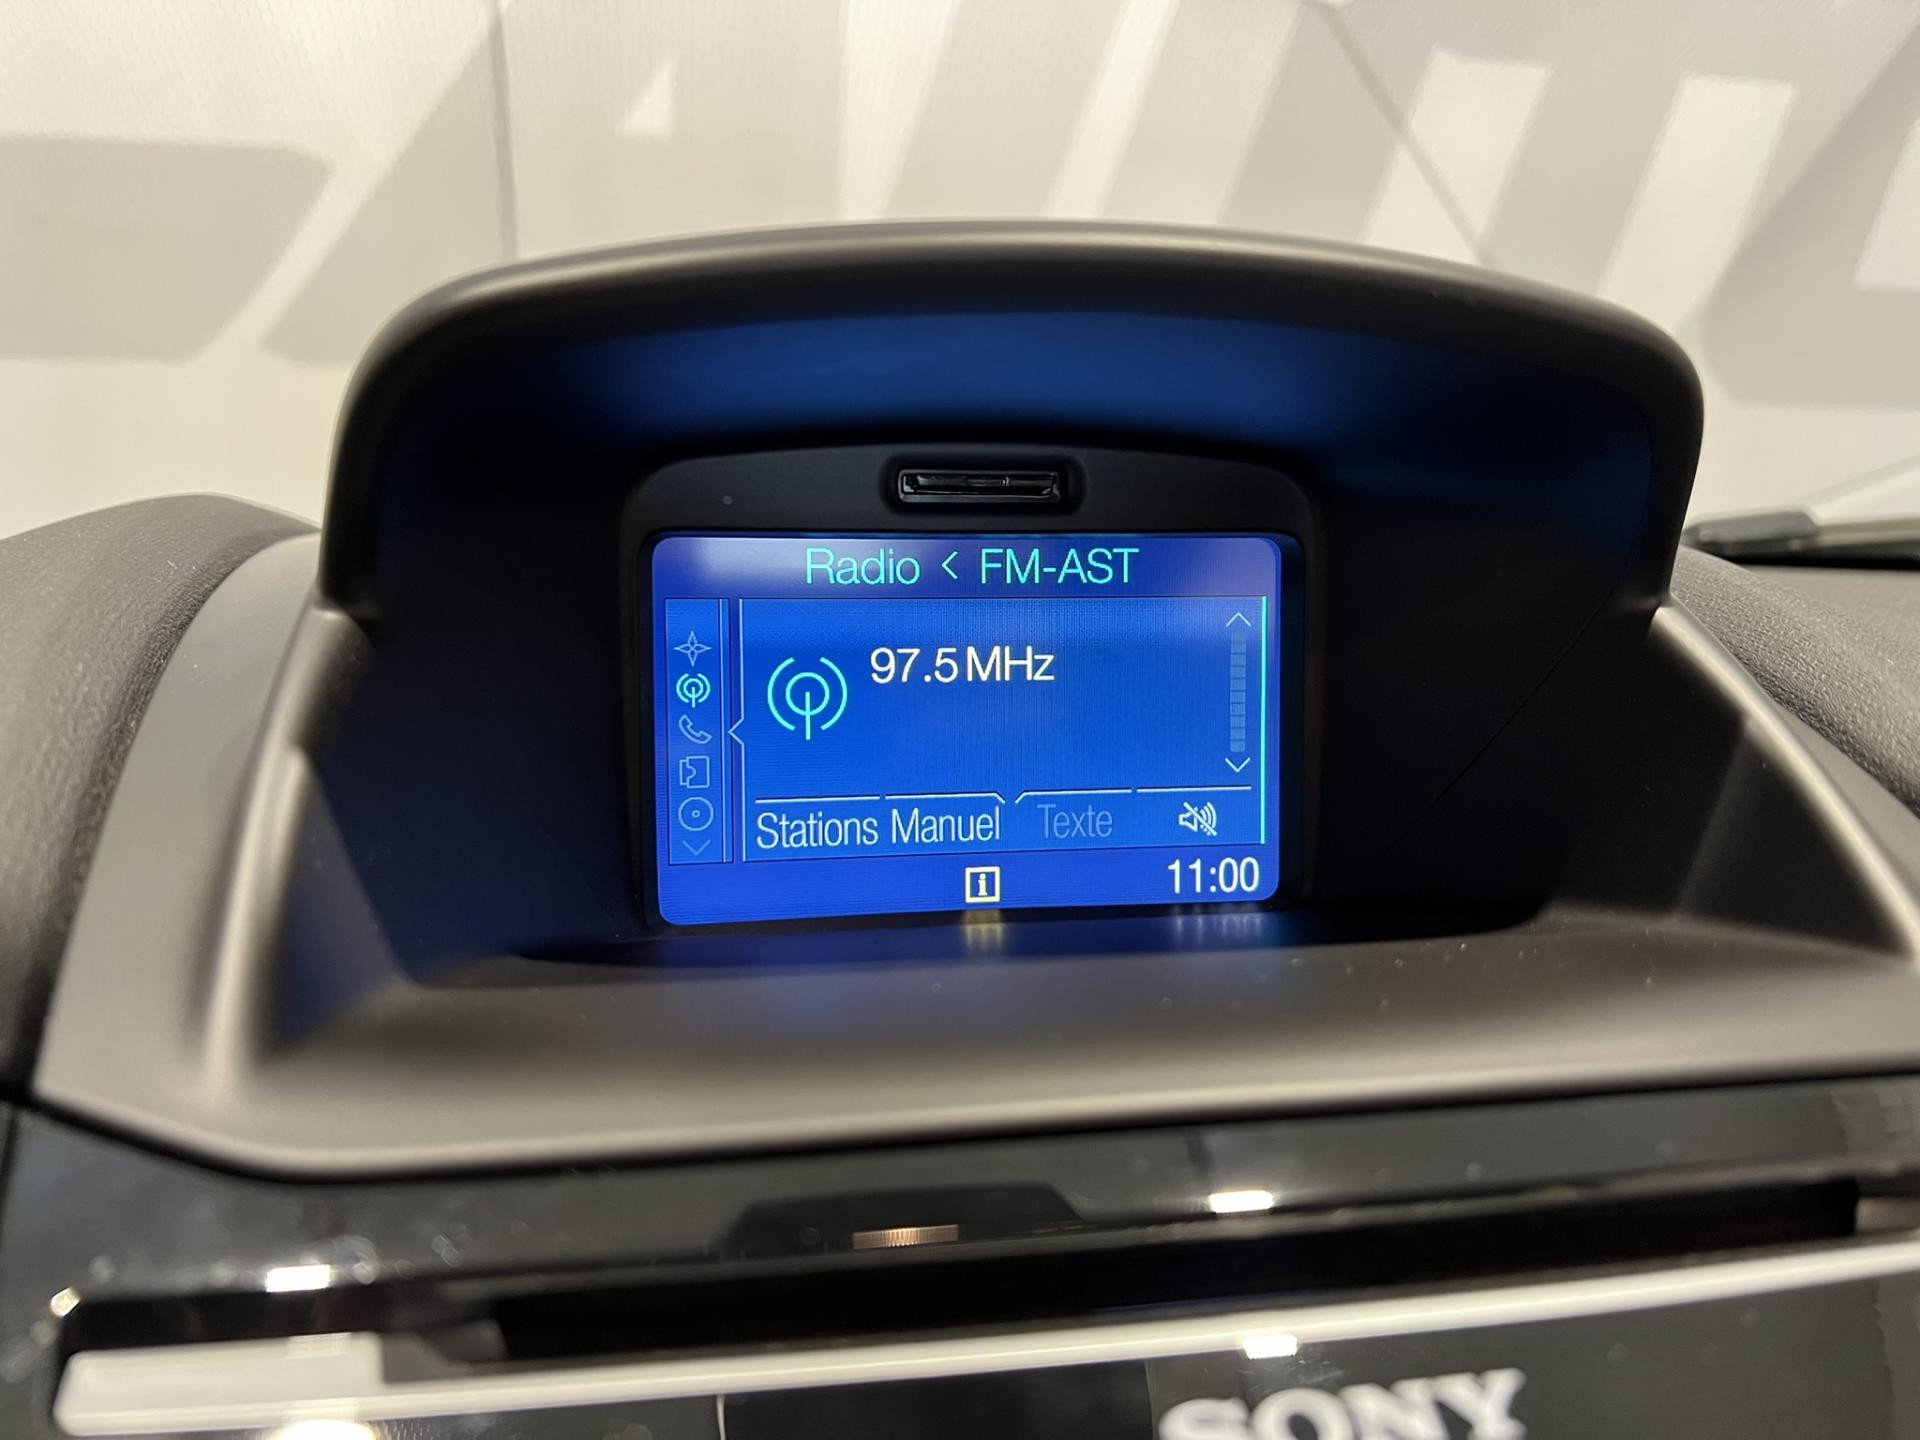 Radio < FM-AST
97.5 MHz
Stations Manuel Texte
i 11:00
SONY